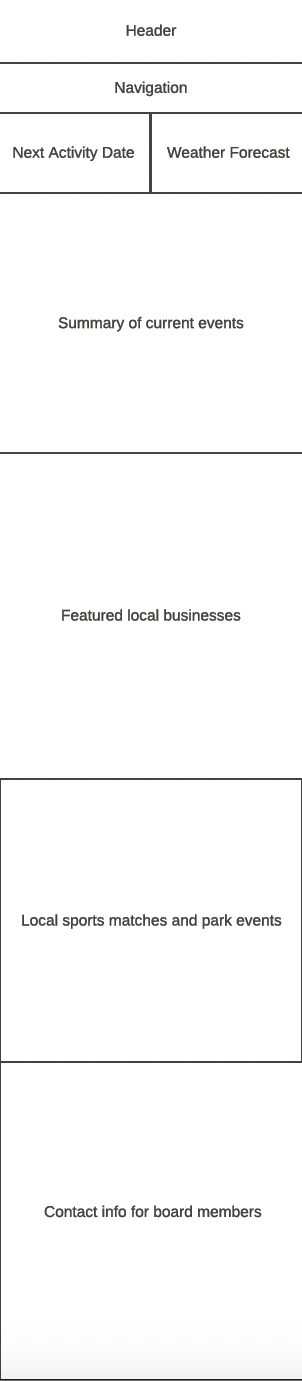 Header
Navigation
Next Activity Date
Weather Forecast
Summary of current events
Featured local businesses
Local sports matches and park events
Contact info for board members